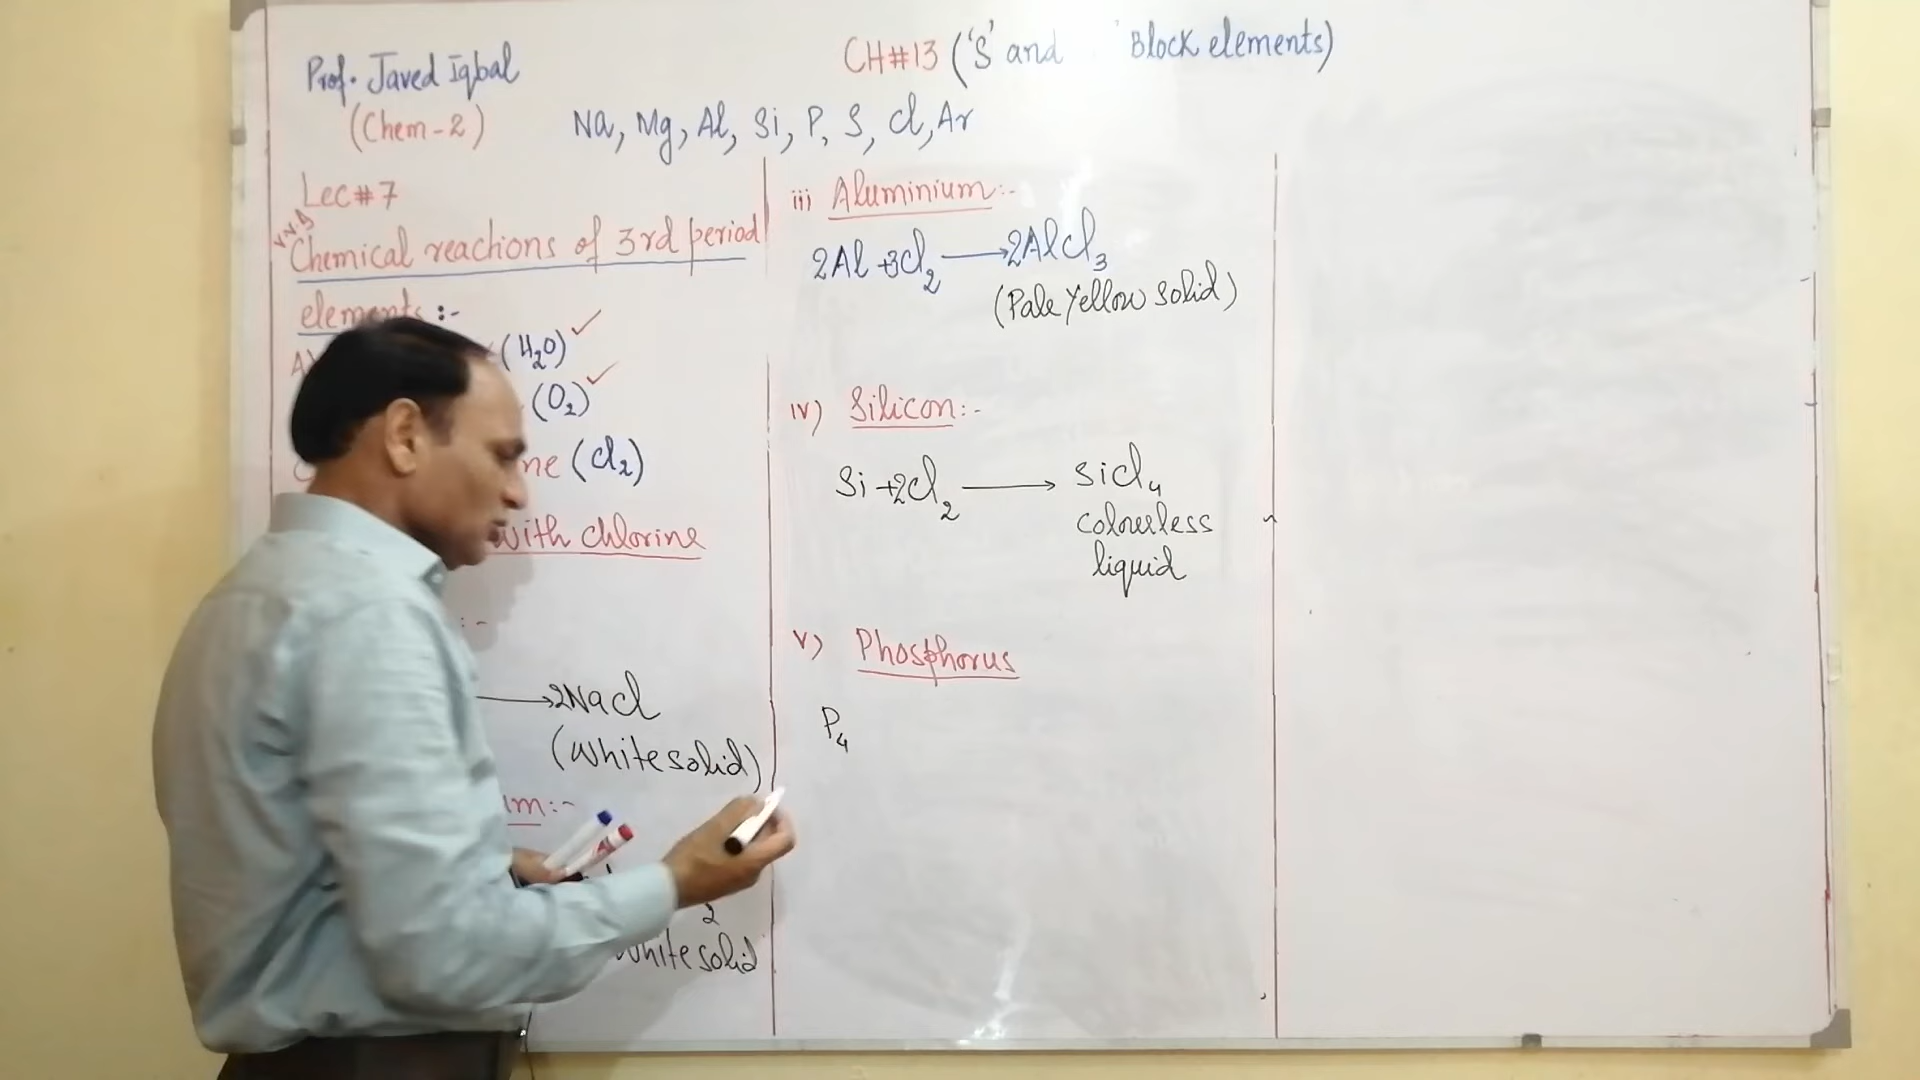 Prof. Javed Iqbal
(Chem-2)
CH#13 ('S' and Block elements)
Na, Mg, Al, Si, P, S, Cl, Ar
Lec#7
V.V.I
Chemical reactions of 3rd period
elements:-
A)
(H2O) ✓
(O2) ✓
ne (Cl2)
with chlorine
:-
⟶ 2NaCl
(White solid)
um:-
2
White solid
iii) Aluminium:-
2Al + 3Cl2 ⟶ 2AlCl3
(Pale Yellow solid)
iv) Silicon:-
Si + 2Cl2 ⟶ SiCl4
colourless
liquid
v) Phosphorus
P4